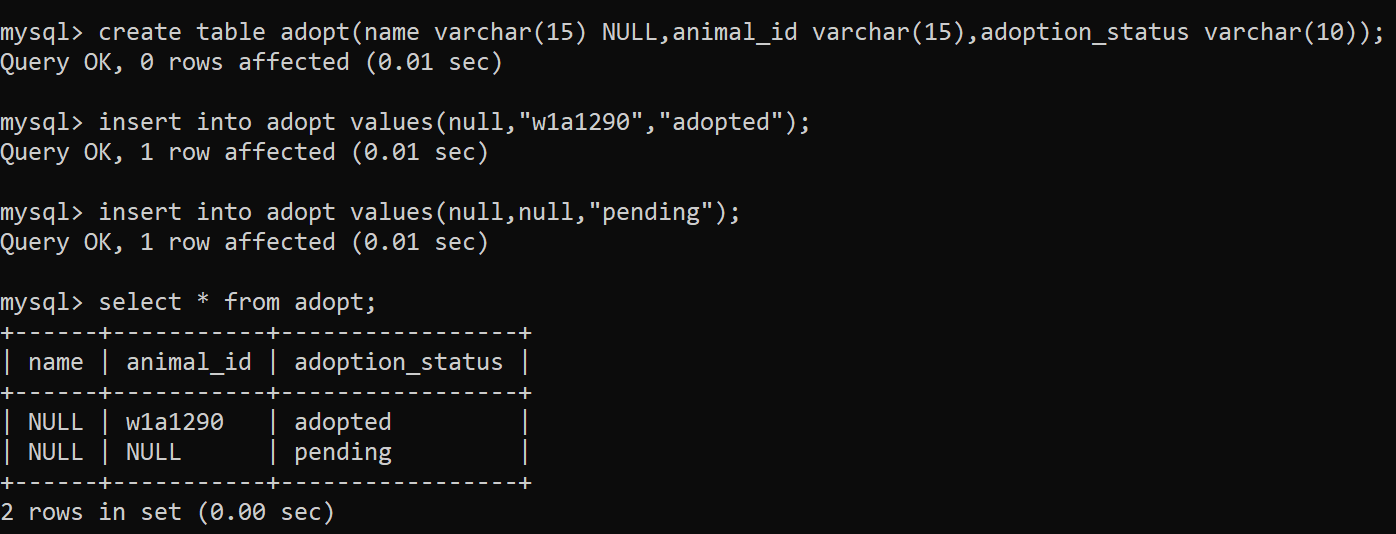 mysql> create table adopt(name varchar(15) NULL,animal_id varchar(15),adoption_status varchar(10));
Query OK, 0 rows affected (0.01 sec)
mysql> insert into adopt values(null,"w1a1290","adopted");
Query OK, 1 row affected (0.01 sec)
mysql> insert into adopt values(null,null,"pending");
Query OK, 1 row affected (0.01 sec)
mysql> select * from adopt;
+------+-----------+-----------------+
| name | animal_id | adoption_status |
+------+-----------+-----------------+
| NULL | w1a1290   | adopted         |
| NULL | NULL      | pending         |
+------+-----------+-----------------+
2 rows in set (0.00 sec)